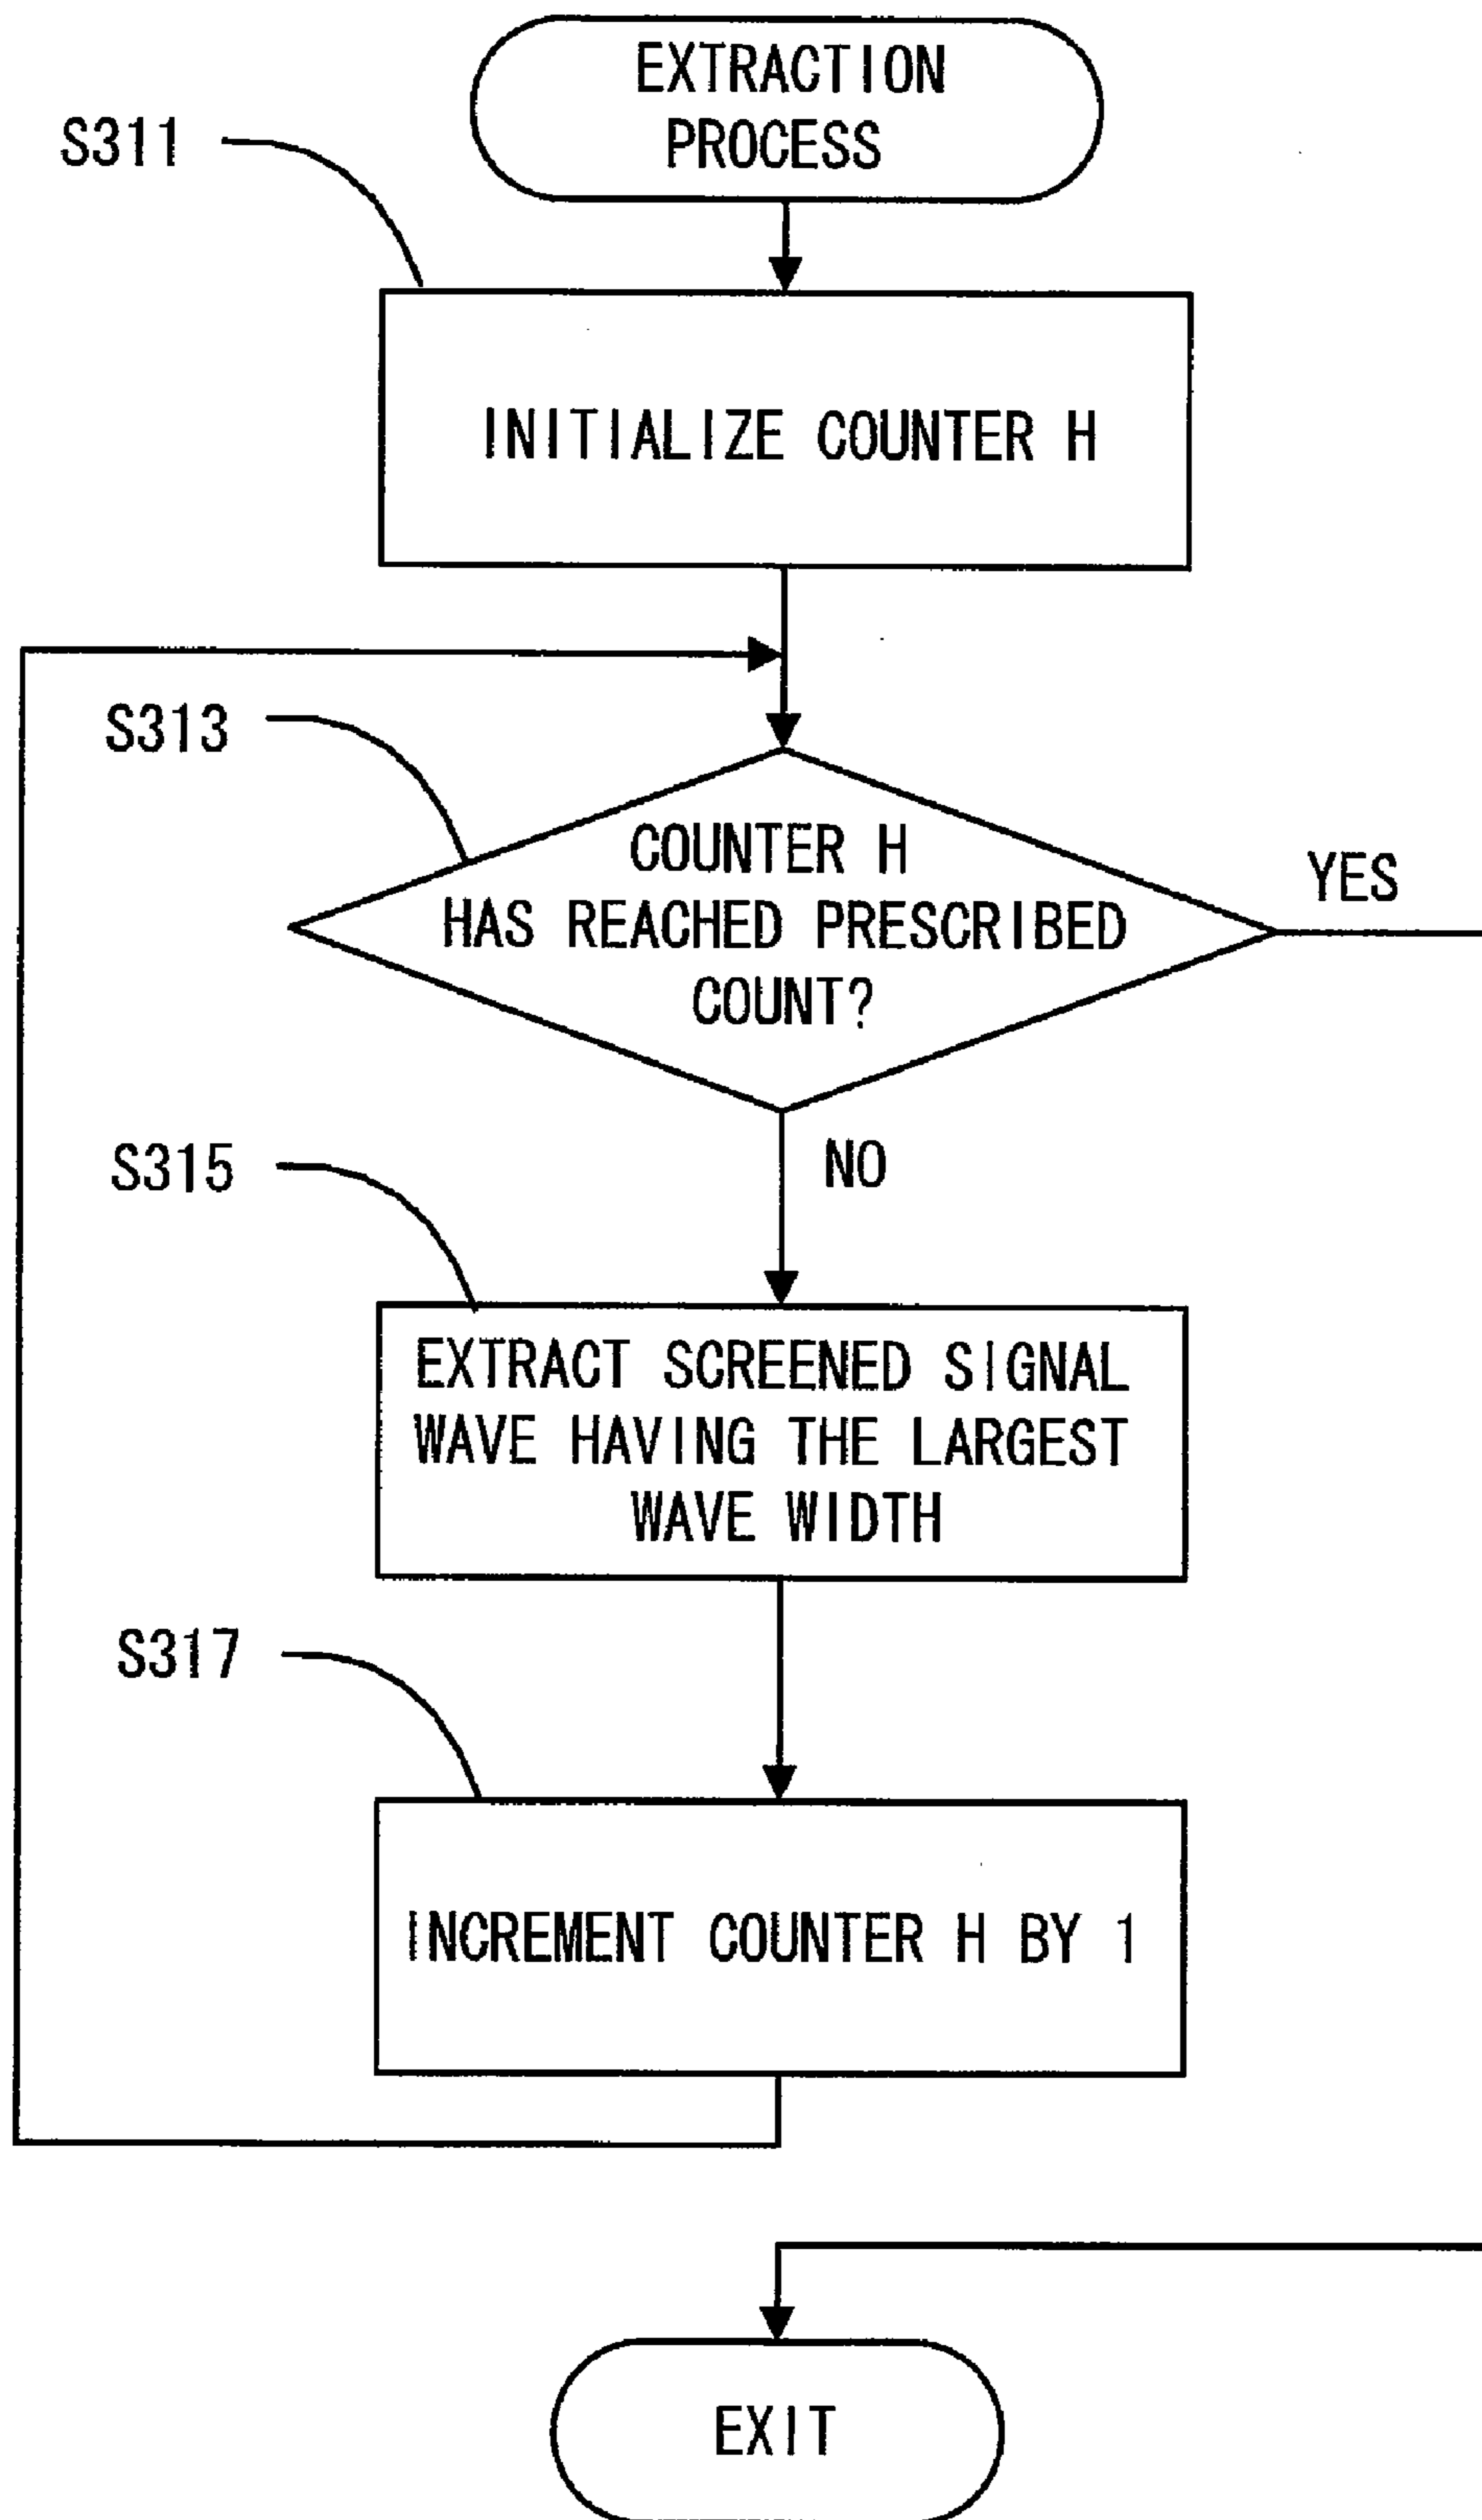 EXTRACTION
PROCESS
S311
INITIALIZE COUNTER H
S313
COUNTER H
HAS REACHED PRESCRIBED
COUNT?
YES
NO
S315
EXTRACT SCREENED SIGNAL
WAVE HAVING THE LARGEST
WAVE WIDTH
S317
INCREMENT COUNTER H BY 1
EXIT